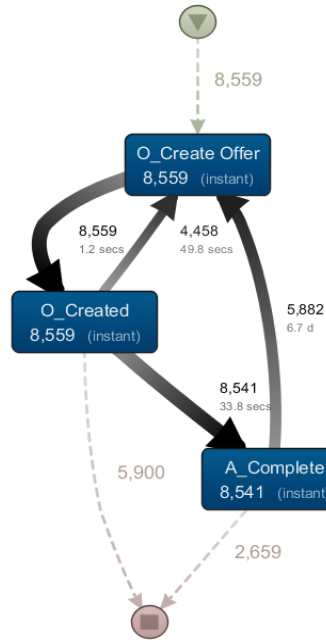 8,559
O_Create Offer
8,559 (instant)
8,559
1.2 secs
4,458
49.8 secs
5,882
6.7 d
O_Created
8,559 (instant)
8,541
33.8 secs
A_Complete
8,541 (instant)
5,900
2,659